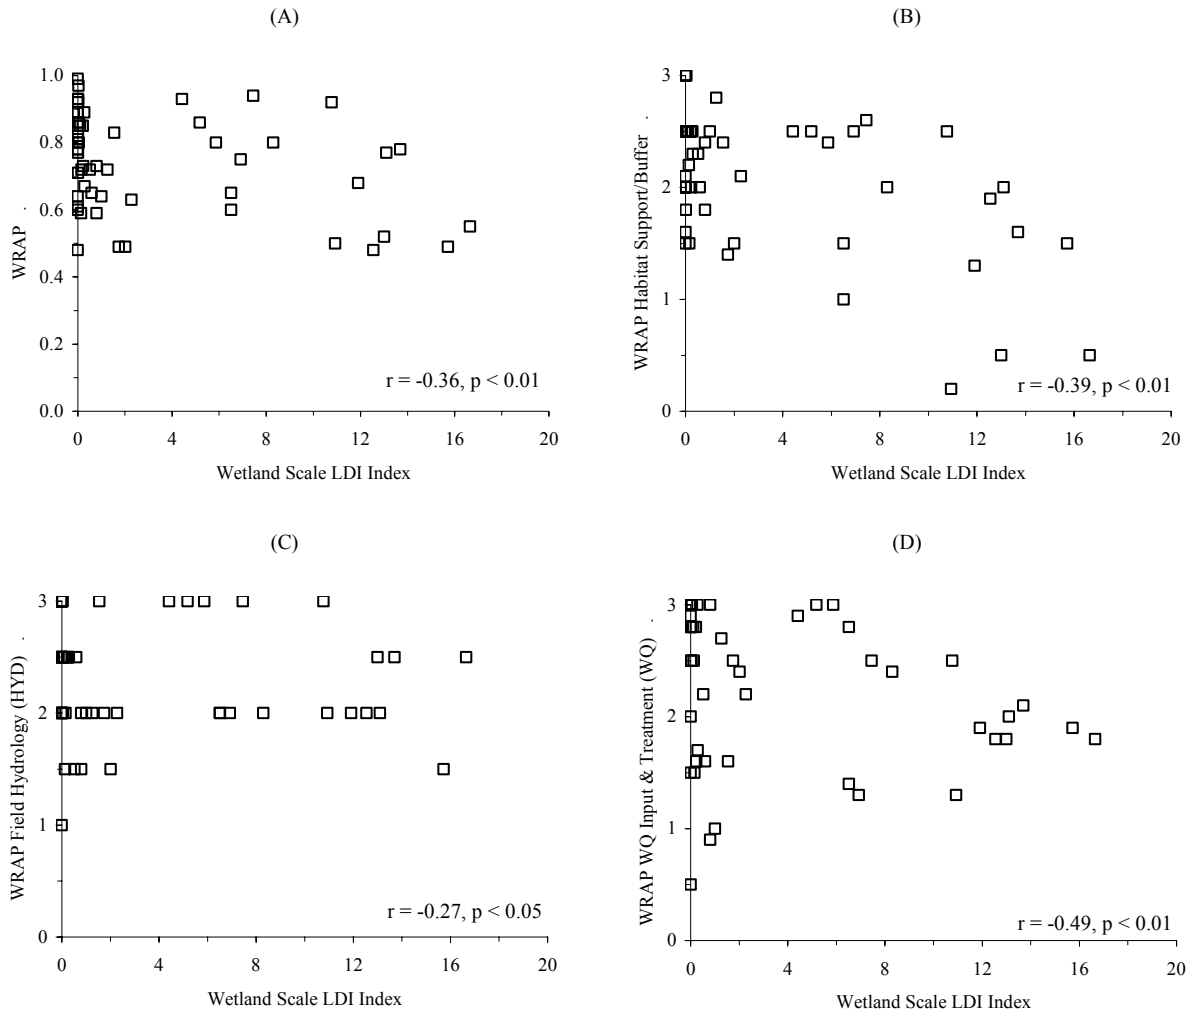 (A)
1.0
0.8
0.6
0.4
0.2
0.0
WRAP .
r = -0.36, p < 0.01
0 4 8 12 16 20
Wetland Scale LDI Index
(B)
3
2
1
0
WRAP Habitat Support/Buffer .
r = -0.39, p < 0.01
0 4 8 12 16 20
Wetland Scale LDI Index
(C)
3
2
1
0
WRAP Field Hydrology (HYD) .
r = -0.27, p < 0.05
0 4 8 12 16 20
Wetland Scale LDI Index
(D)
3
2
1
0
WRAP WQ Input & Treatment (WQ) .
r = -0.49, p < 0.01
0 4 8 12 16 20
Wetland Scale LDI Index